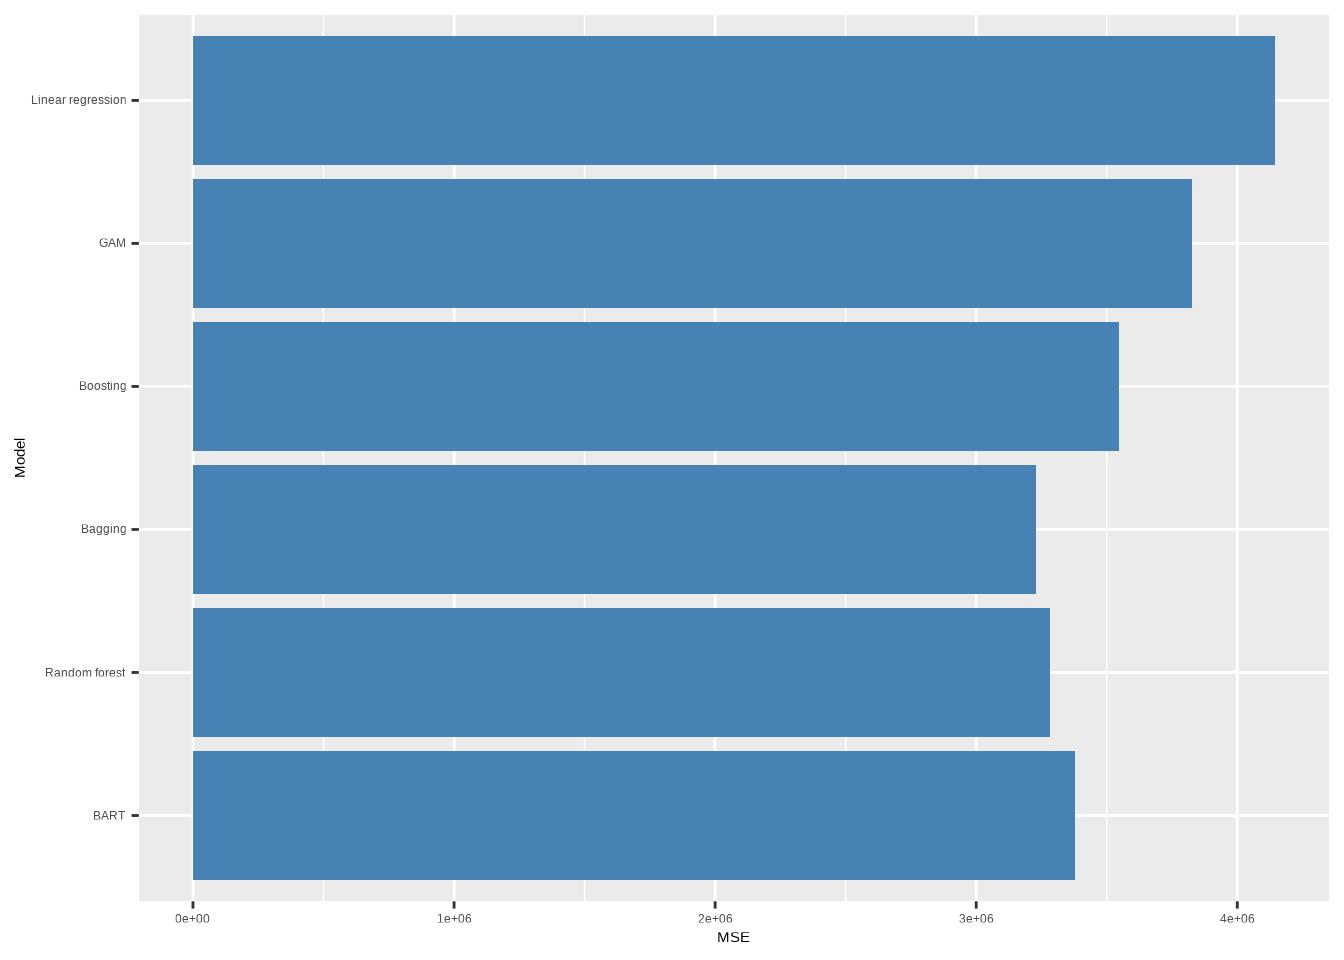 Linear regression
GAM
Boosting
Bagging
Random forest
BART
Model
0e+00 1e+06 2e+06 3e+06 4e+06
MSE